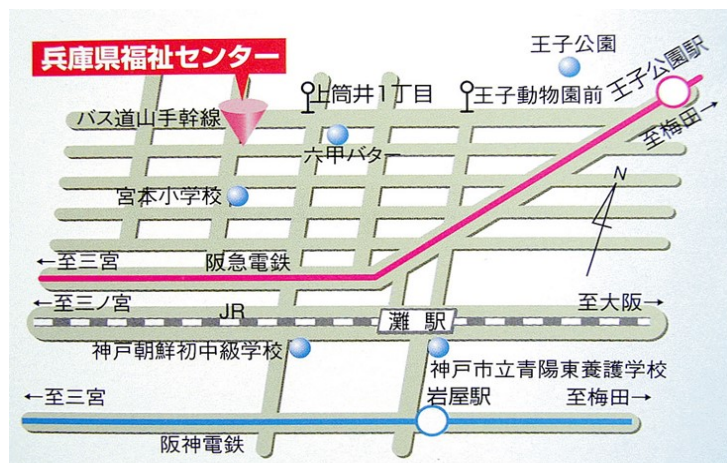 兵庫県福祉センター
王子公園
王子公園駅
上筒井1丁目
王子動物園前
バス道山手幹線
至梅田→
六甲バター
N
宮本小学校
←至三宮
阪急電鉄
←至三ノ宮
JR
灘駅
至大阪→
神戸朝鮮初中級学校
神戸市立青陽東養護学校
←至三宮
岩屋駅
至梅田→
阪神電鉄